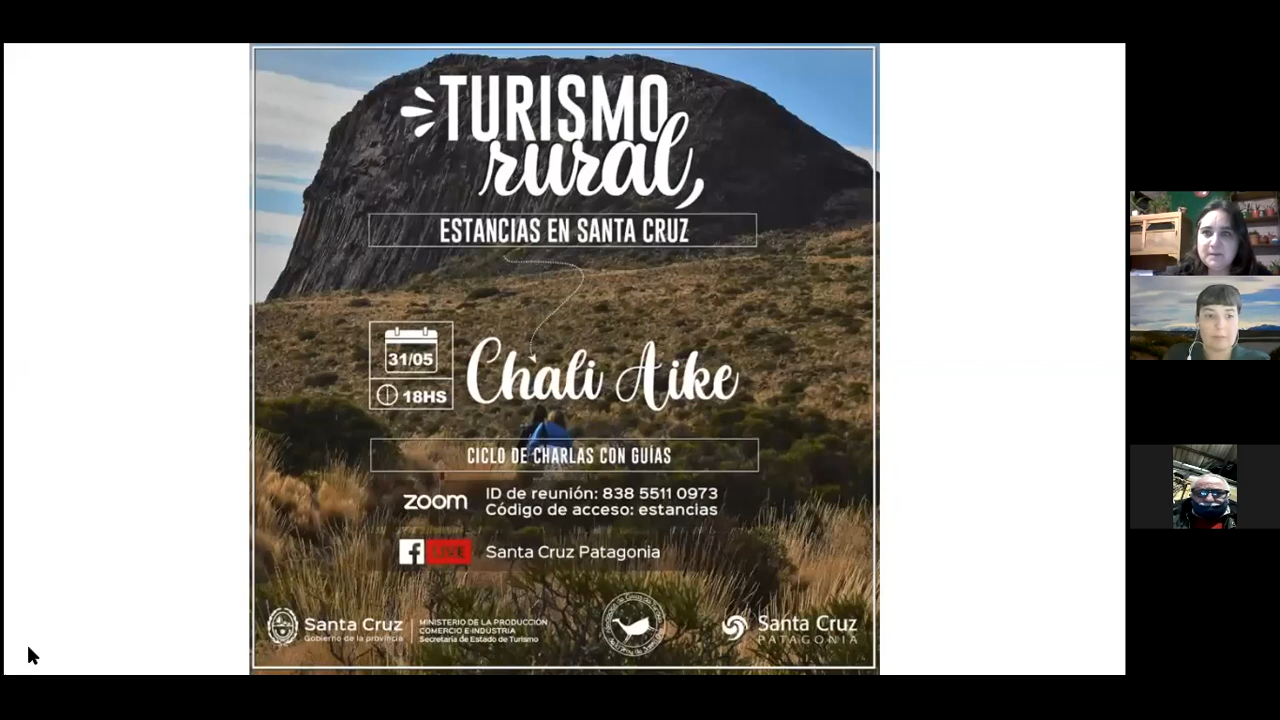 TURISMO
rural
ESTANCIAS EN SANTA CRUZ
31/05
18HS
Chali Aike
CICLO DE CHARLAS CON GUÍAS
zoom
ID de reunión: 838 5511 0973
Código de acceso: estancias
f LIVE
Santa Cruz Patagonia
Santa Cruz
Gobierno de la provincia
MINISTERIO DE LA PRODUCCIÓN
COMERCIO E INDUSTRIA
Secretaría de Estado de Turismo
Santa Cruz
PATAGONIA